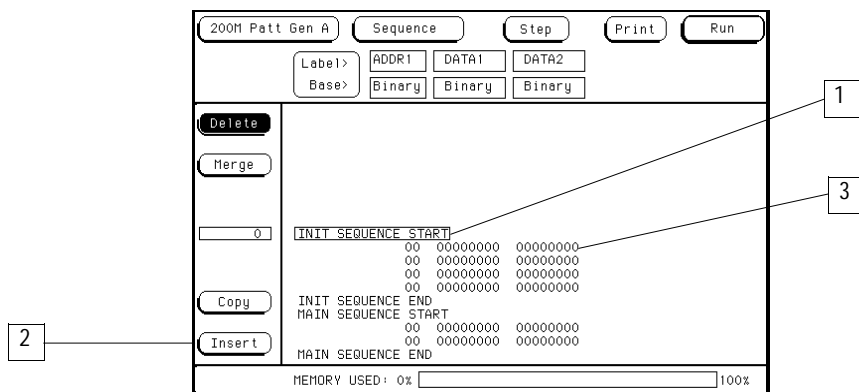 200M Patt Gen A Sequence Step Print Run
Label> ADDR1 DATA1 DATA2
Base> Binary Binary Binary
1
Delete
Merge
3
0 INIT SEQUENCE START
00 00000000 00000000
00 00000000 00000000
00 00000000 00000000
00 00000000 00000000
Copy INIT SEQUENCE END
MAIN SEQUENCE START
00 00000000 00000000
2 Insert 00 00000000 00000000
MAIN SEQUENCE END
MEMORY USED: 0% 100%